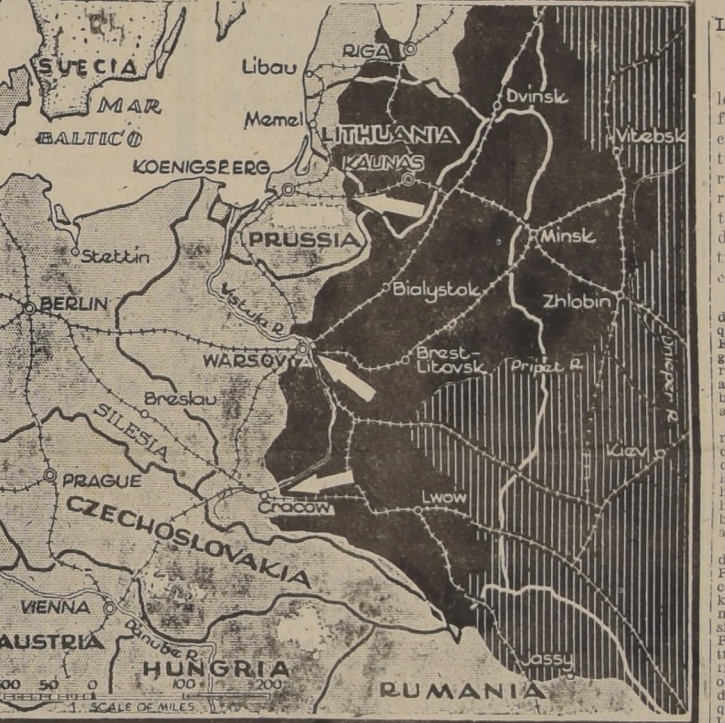 RIGA
SUECIA
Libau
MAR
BALTICO
Dvinsk
Memel
LITHUANIA
Vitebsk
KAUNAS
KOENIGSBERG
PRUSSIA
Minsk
Stettin
Bialystok
Zhlobin
BERLIN
Vistula R.
WARSOVIA
Brest-
Litovsk
Pripet R.
Dnieper R.
Breslau
SILESIA
Kiev
PRAGUE
Lwow
Cracow
CZECHOSLOVAKIA
VIENNA
Danube R.
AUSTRIA
HUNGRIA
Jassy
RUMANIA
50 0 100 200
SCALE OF MILES